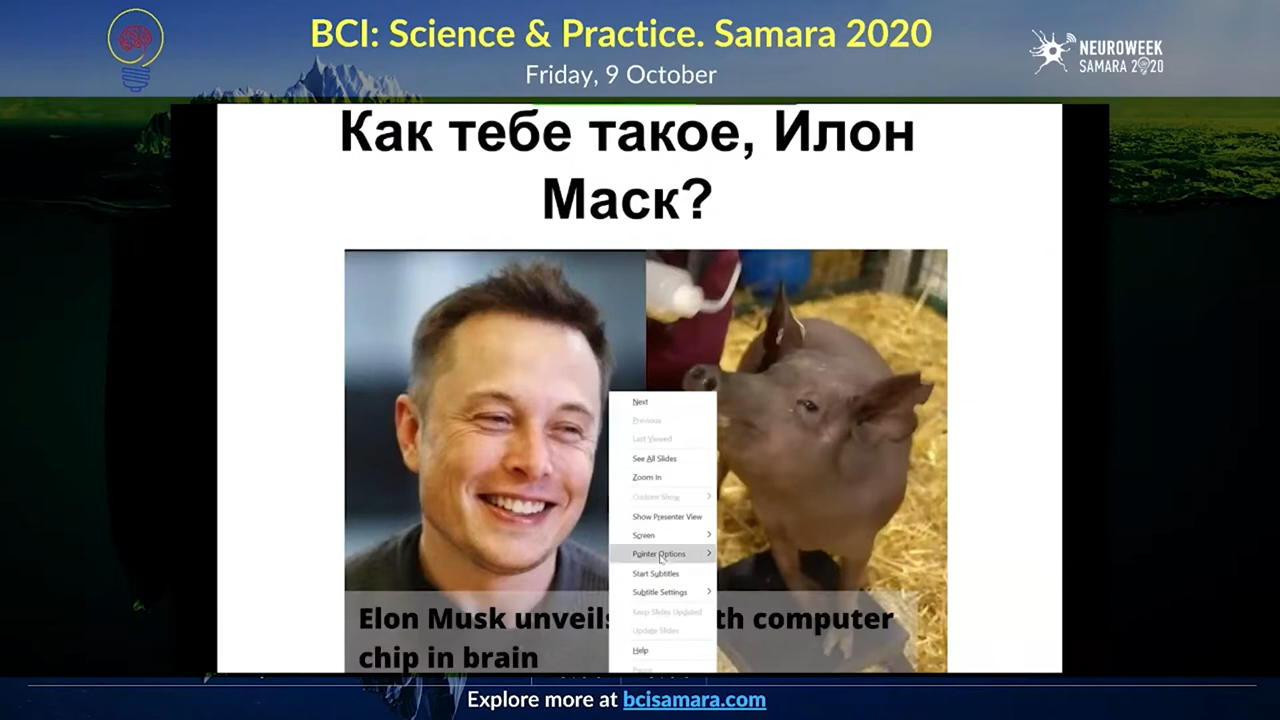 BCI: Science & Practice. Samara 2020
Friday, 9 October
NEUROWEEK
SAMARA 2020
Как тебе такое, Илон
Маск?
Next
Previous
Last Viewed
See All Slides
Zoom In
Custom Show
Show Presenter View
Screen
Pointer Options
Start Subtitles
Subtitle Settings
Keep Slides Updated
Update Slides
Help
Pause
Elon Musk unveils th computer
chip in brain
Explore more at bcisamara.com